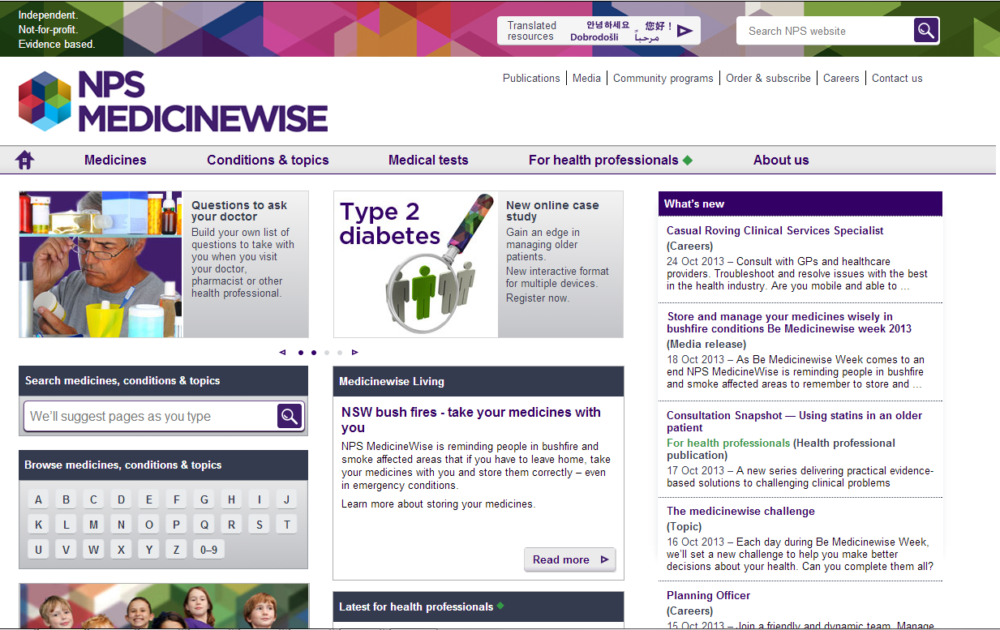 Independent.
Not-for-profit.
Evidence based.
Translated
resources
안녕하세요
您好！
Dobrodošli
مرحباً
Search NPS website
NPS
MEDICINEWISE
Publications | Media | Community programs | Order & subscribe | Careers | Contact us
Medicines
Conditions & topics
Medical tests
For health professionals
About us
Questions to ask
your doctor
Build your own list of
questions to take with
you when you visit
your doctor,
pharmacist or other
health professional.
Type 2
diabetes
New online case
study
Gain an edge in
managing older
patients.
New interactive format
for multiple devices.
Register now.
Search medicines, conditions & topics
We'll suggest pages as you type
Browse medicines, conditions & topics
A B C D E F G H I J
K L M N O P Q R S T
U V W X Y Z 0–9
Medicinewise Living
NSW bush fires - take your medicines with
you
NPS MedicineWise is reminding people in bushfire and
smoke affected areas that if you have to leave home, take
your medicines with you and store them correctly – even
in emergency conditions.
Learn more about storing your medicines.
Read more
Latest for health professionals
What's new
Casual Roving Clinical Services Specialist
(Careers)
24 Oct 2013 – Consult with GPs and healthcare
providers. Troubleshoot and resolve issues with the best
in the health industry. Are you mobile and able to ...
Store and manage your medicines wisely in
bushfire conditions Be Medicinewise week 2013
(Media release)
18 Oct 2013 – As Be Medicinewise Week comes to an
end NPS MedicineWise is reminding people in bushfire
and smoke affected areas to remember to store and ...
Consultation Snapshot — Using statins in an older
patient
For health professionals (Health professional
publication)
17 Oct 2013 – A new series delivering practical evidence-
based solutions to challenging clinical problems
The medicinewise challenge
(Topic)
16 Oct 2013 – Each day during Be Medicinewise Week,
we'll set a new challenge to help you make better
decisions about your health. Can you complete them all?
Planning Officer
(Careers)
15 Oct 2013 – Join a friendly and dynamic team. Manage